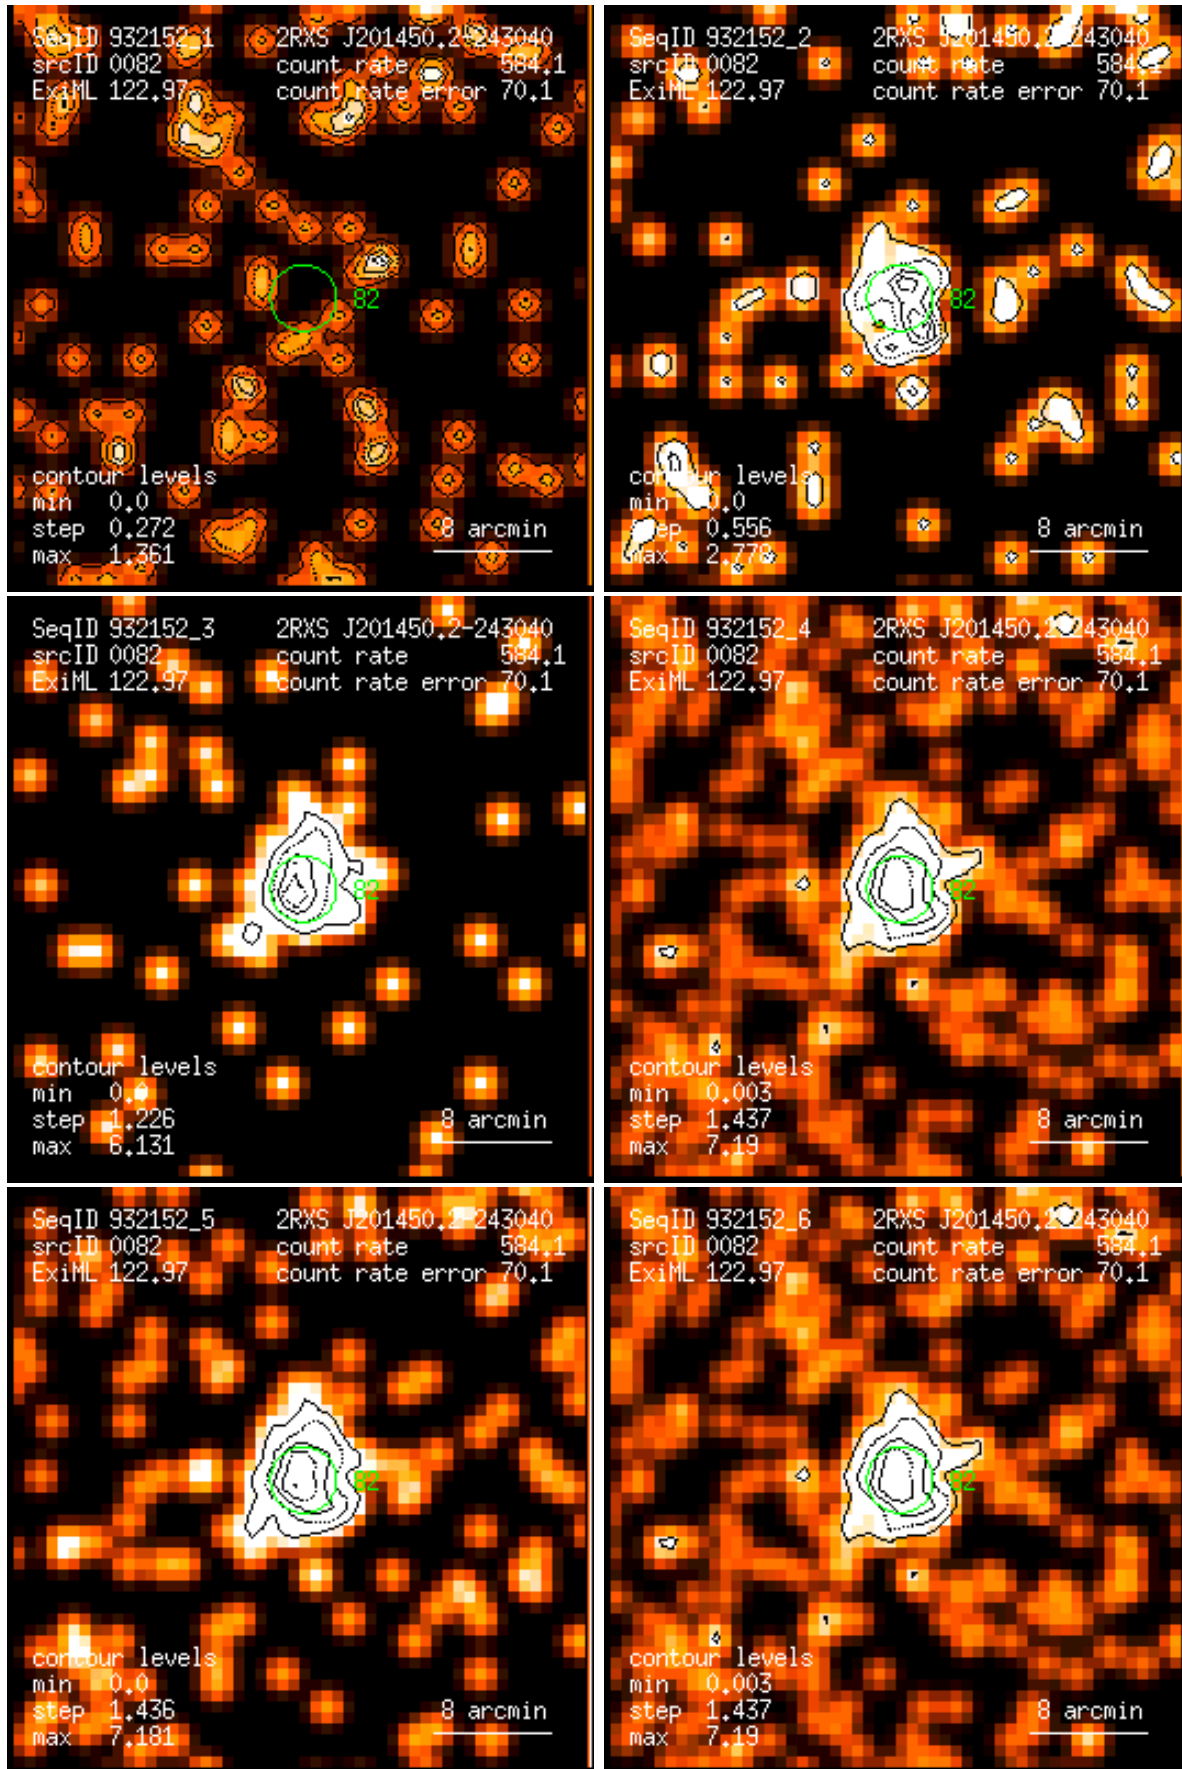 SeqID 932152_1 2RXS J201450.2-243040
srcID 0082 count rate 584.1
ExiML 122.97 count rate error 70.1
82
contour levels
min 0.0
step 0.272 8 arcmin
max 1.361
SeqID 932152_2 2RXS J201450.2-243040
srcID 0082 count rate 584.1
ExiML 122.97 count rate error 70.1
82
contour levels
min 0.0
step 0.556 8 arcmin
max 2.778
SeqID 932152_3 2RXS J201450.2-243040
srcID 0082 count rate 584.1
ExiML 122.97 count rate error 70.1
82
contour levels
min 0.0
step 1.226 8 arcmin
max 6.131
SeqID 932152_4 2RXS J201450.2-243040
srcID 0082 count rate 584.1
ExiML 122.97 count rate error 70.1
82
contour levels
min 0.003
step 1.437 8 arcmin
max 7.19
SeqID 932152_5 2RXS J201450.2-243040
srcID 0082 count rate 584.1
ExiML 122.97 count rate error 70.1
82
contour levels
min 0.0
step 1.436 8 arcmin
max 7.181
SeqID 932152_6 2RXS J201450.2-243040
srcID 0082 count rate 584.1
ExiML 122.97 count rate error 70.1
82
contour levels
min 0.003
step 1.437 8 arcmin
max 7.19